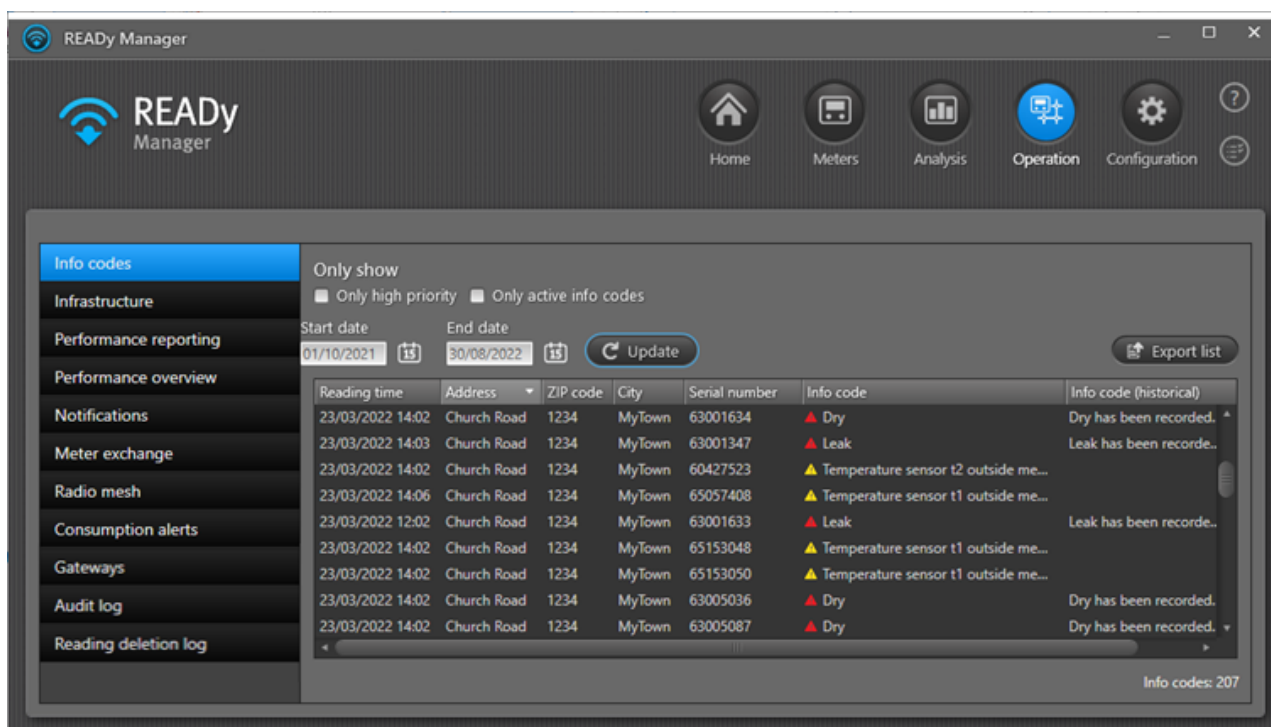 READy Manager
READy
Manager
Home Meters Analysis Operation Configuration
Info codes
Infrastructure
Performance reporting
Performance overview
Notifications
Meter exchange
Radio mesh
Consumption alerts
Gateways
Audit log
Reading deletion log
Only show
Only high priority Only active info codes
Start date End date
01/10/2021 15 30/08/2022 15 Update Export list
Reading time Address ZIP code City Serial number Info code Info code (historical)
23/03/2022 14:02 Church Road 1234 MyTown 63001634 Dry Dry has been recorded.
23/03/2022 14:03 Church Road 1234 MyTown 63001347 Leak Leak has been recorde..
23/03/2022 14:02 Church Road 1234 MyTown 60427523 Temperature sensor t2 outside me...
23/03/2022 14:06 Church Road 1234 MyTown 65057408 Temperature sensor t1 outside me...
23/03/2022 12:02 Church Road 1234 MyTown 63001633 Leak Leak has been recorde..
23/03/2022 14:02 Church Road 1234 MyTown 65153048 Temperature sensor t1 outside me...
23/03/2022 14:02 Church Road 1234 MyTown 65153050 Temperature sensor t1 outside me...
23/03/2022 14:02 Church Road 1234 MyTown 63005036 Dry Dry has been recorded.
23/03/2022 14:02 Church Road 1234 MyTown 63005087 Dry Dry has been recorded.
Info codes: 207